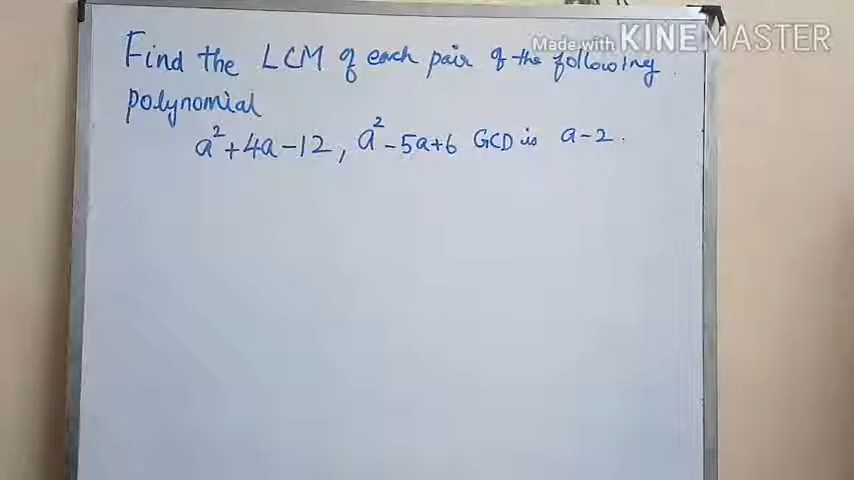 Find the LCM of each pair of the following
Made with KINEMASTER
polynomial
a²+4a-12, a²-5a+6 GCD is a-2.